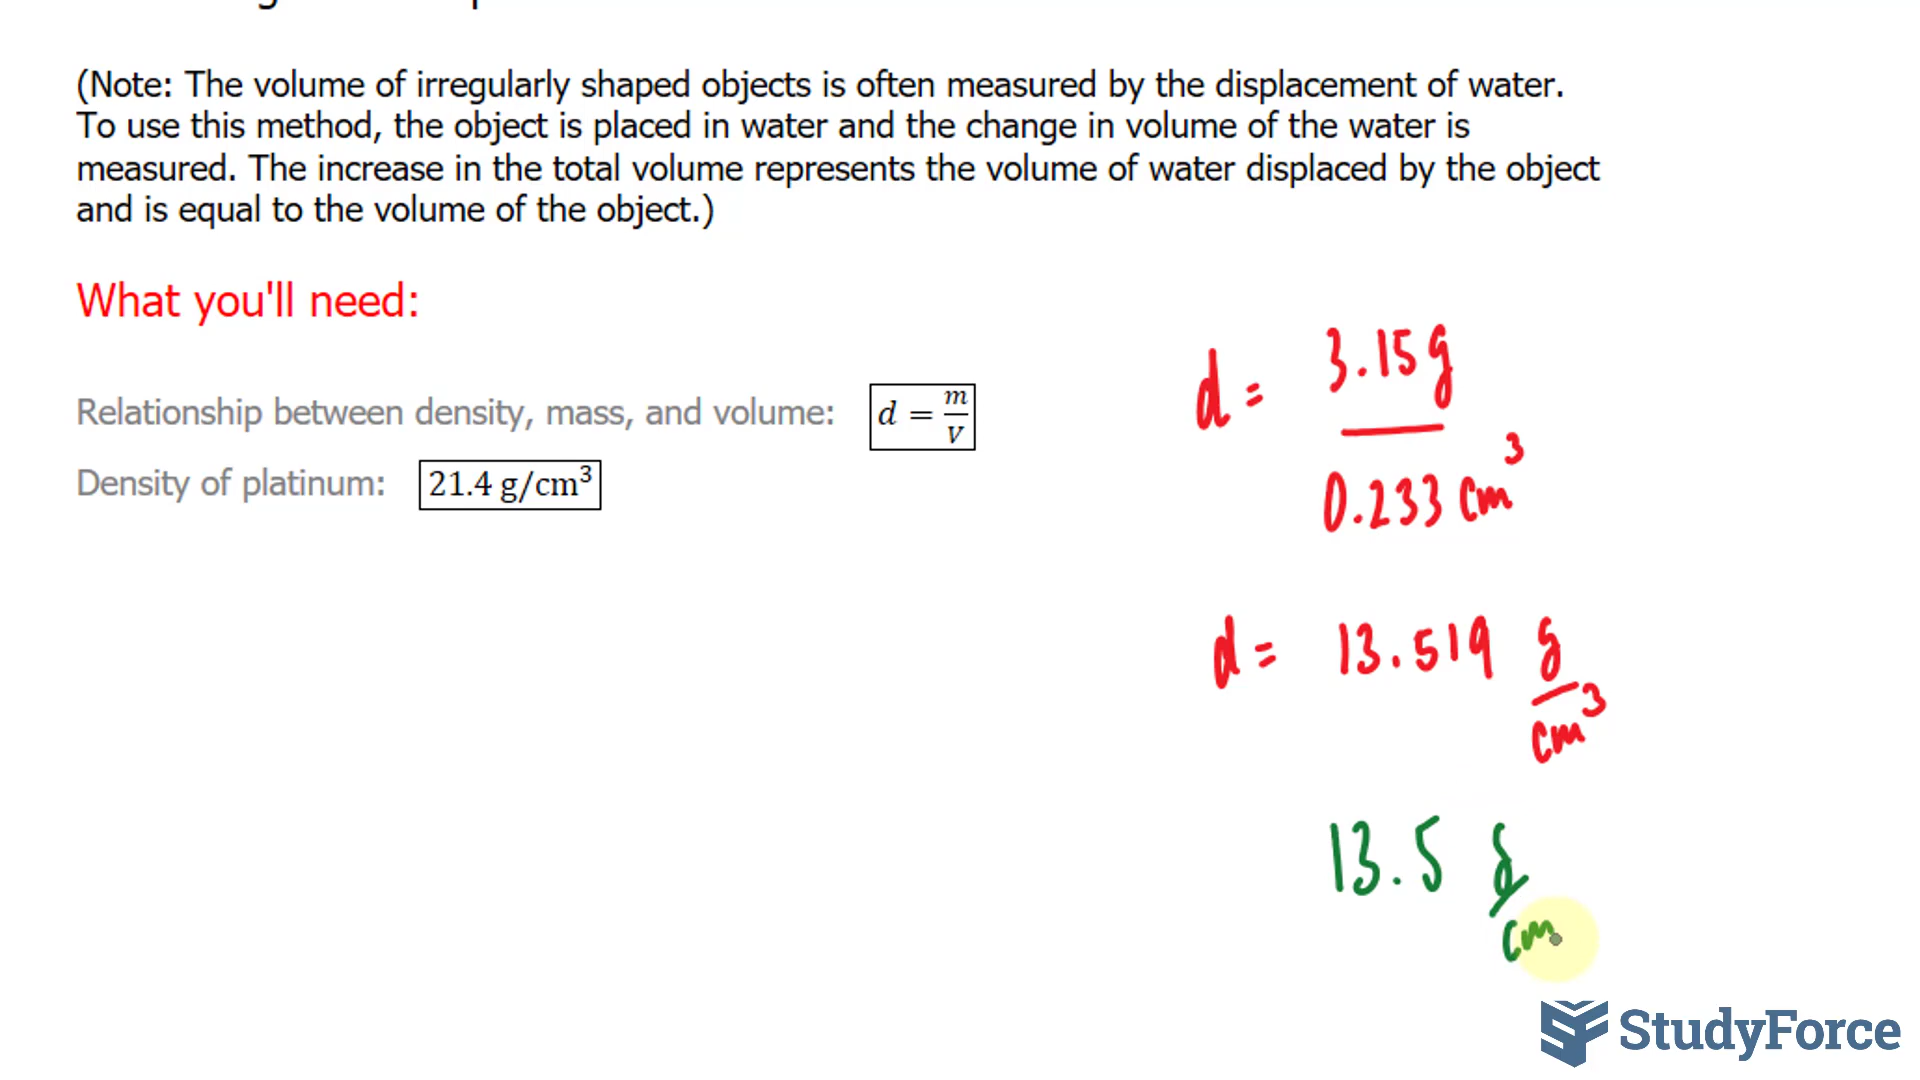 (Note: The volume of irregularly shaped objects is often measured by the displacement of water.
To use this method, the object is placed in water and the change in volume of the water is
measured. The increase in the total volume represents the volume of water displaced by the object
and is equal to the volume of the object.)
What you'll need:
Relationship between density, mass, and volume: d = m/V
Density of platinum: 21.4 g/cm³
d = 3.15g
0.233 cm³
d = 13.519 g/cm³
13.5 g/cm
StudyForce